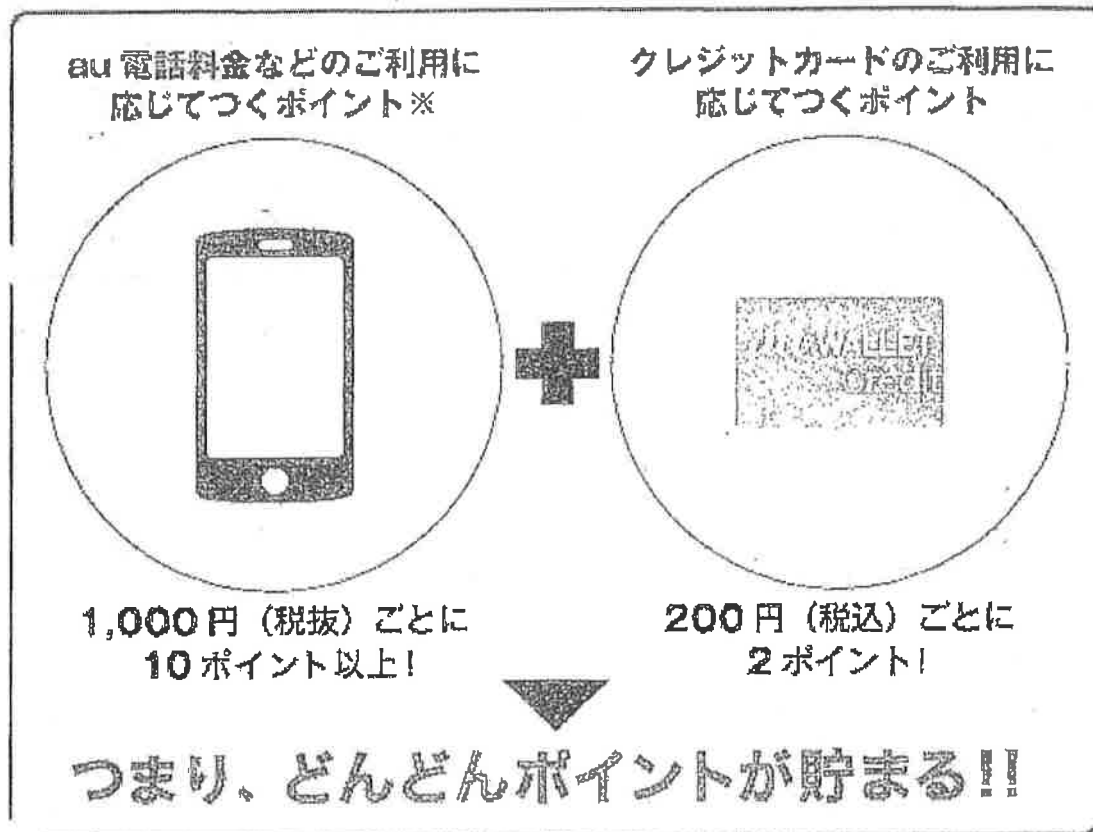 au 電話料金などのご利用に
応じてつくポイント※
クレジットカードのご利用に
応じてつくポイント
WALLET
Credit
1,000円（税抜）ごとに
10ポイント以上!
200円（税込）ごとに
2ポイント!
つまり、どんどんポイントが貯まる!!